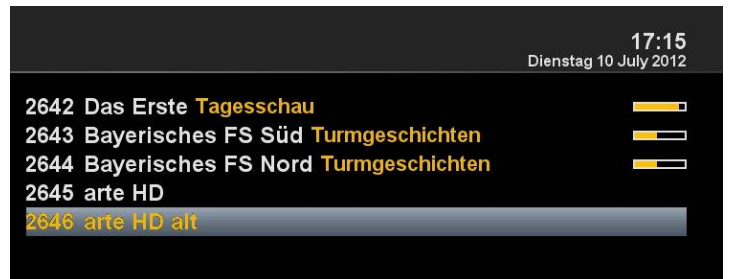 17:15
Dienstag 10 July 2012
2642 Das Erste Tagesschau
2643 Bayerisches FS Süd Turmgeschichten
2644 Bayerisches FS Nord Turmgeschichten
2645 arte HD
2646 arte HD alt